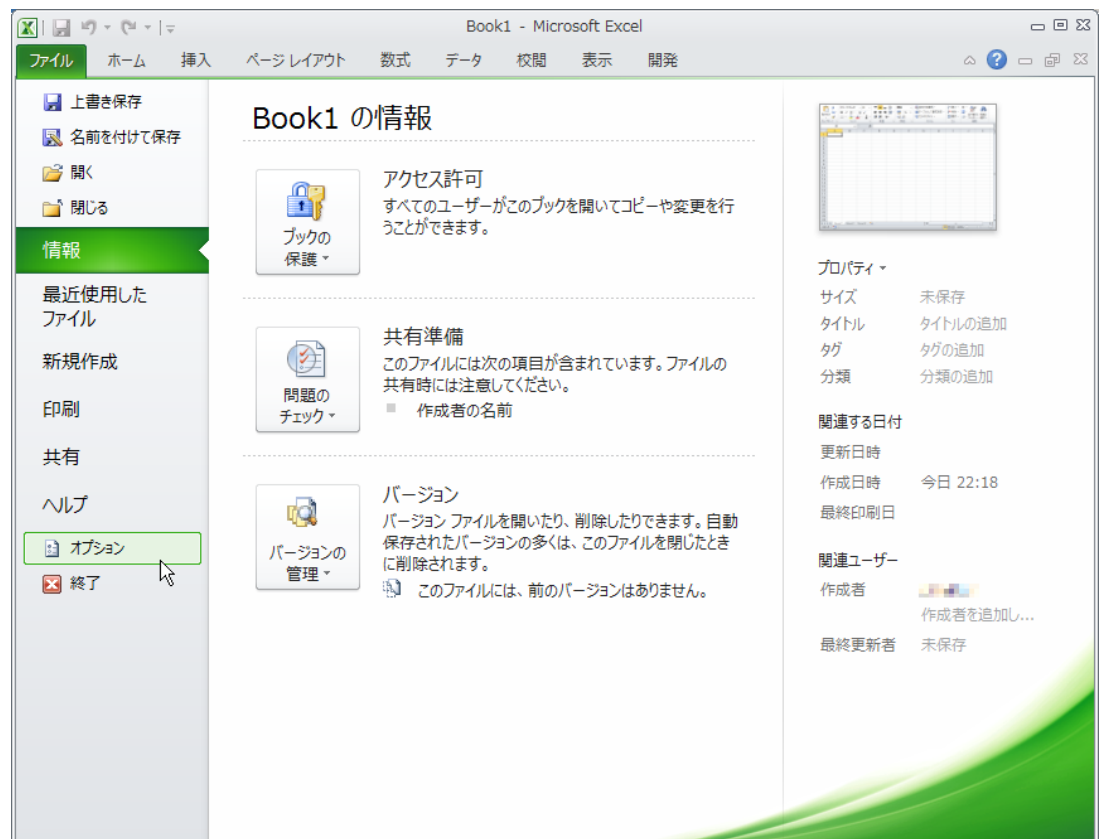 Book1 - Microsoft Excel
ファイル ホーム 挿入 ページ レイアウト 数式 データ 校閲 表示 開発
上書き保存
名前を付けて保存
開く
閉じる
情報
最近使用した
ファイル
新規作成
印刷
共有
ヘルプ
オプション
終了
Book1 の情報
ブックの
保護
アクセス許可
すべてのユーザーがこのブックを開いてコピーや変更を行
うことができます。
問題の
チェック
共有準備
このファイルには次の項目が含まれています。ファイルの
共有時には注意してください。
作成者の名前
バージョンの
管理
バージョン
バージョン ファイルを開いたり、削除したりできます。自動
保存されたバージョンの多くは、このファイルを閉じたとき
に削除されます。
このファイルには、前のバージョンはありません。
プロパティ
サイズ 未保存
タイトル タイトルの追加
タグ タグの追加
分類 分類の追加
関連する日付
更新日時
作成日時 今日 22:18
最終印刷日
関連ユーザー
作成者
作成者を追加し...
最終更新者 未保存